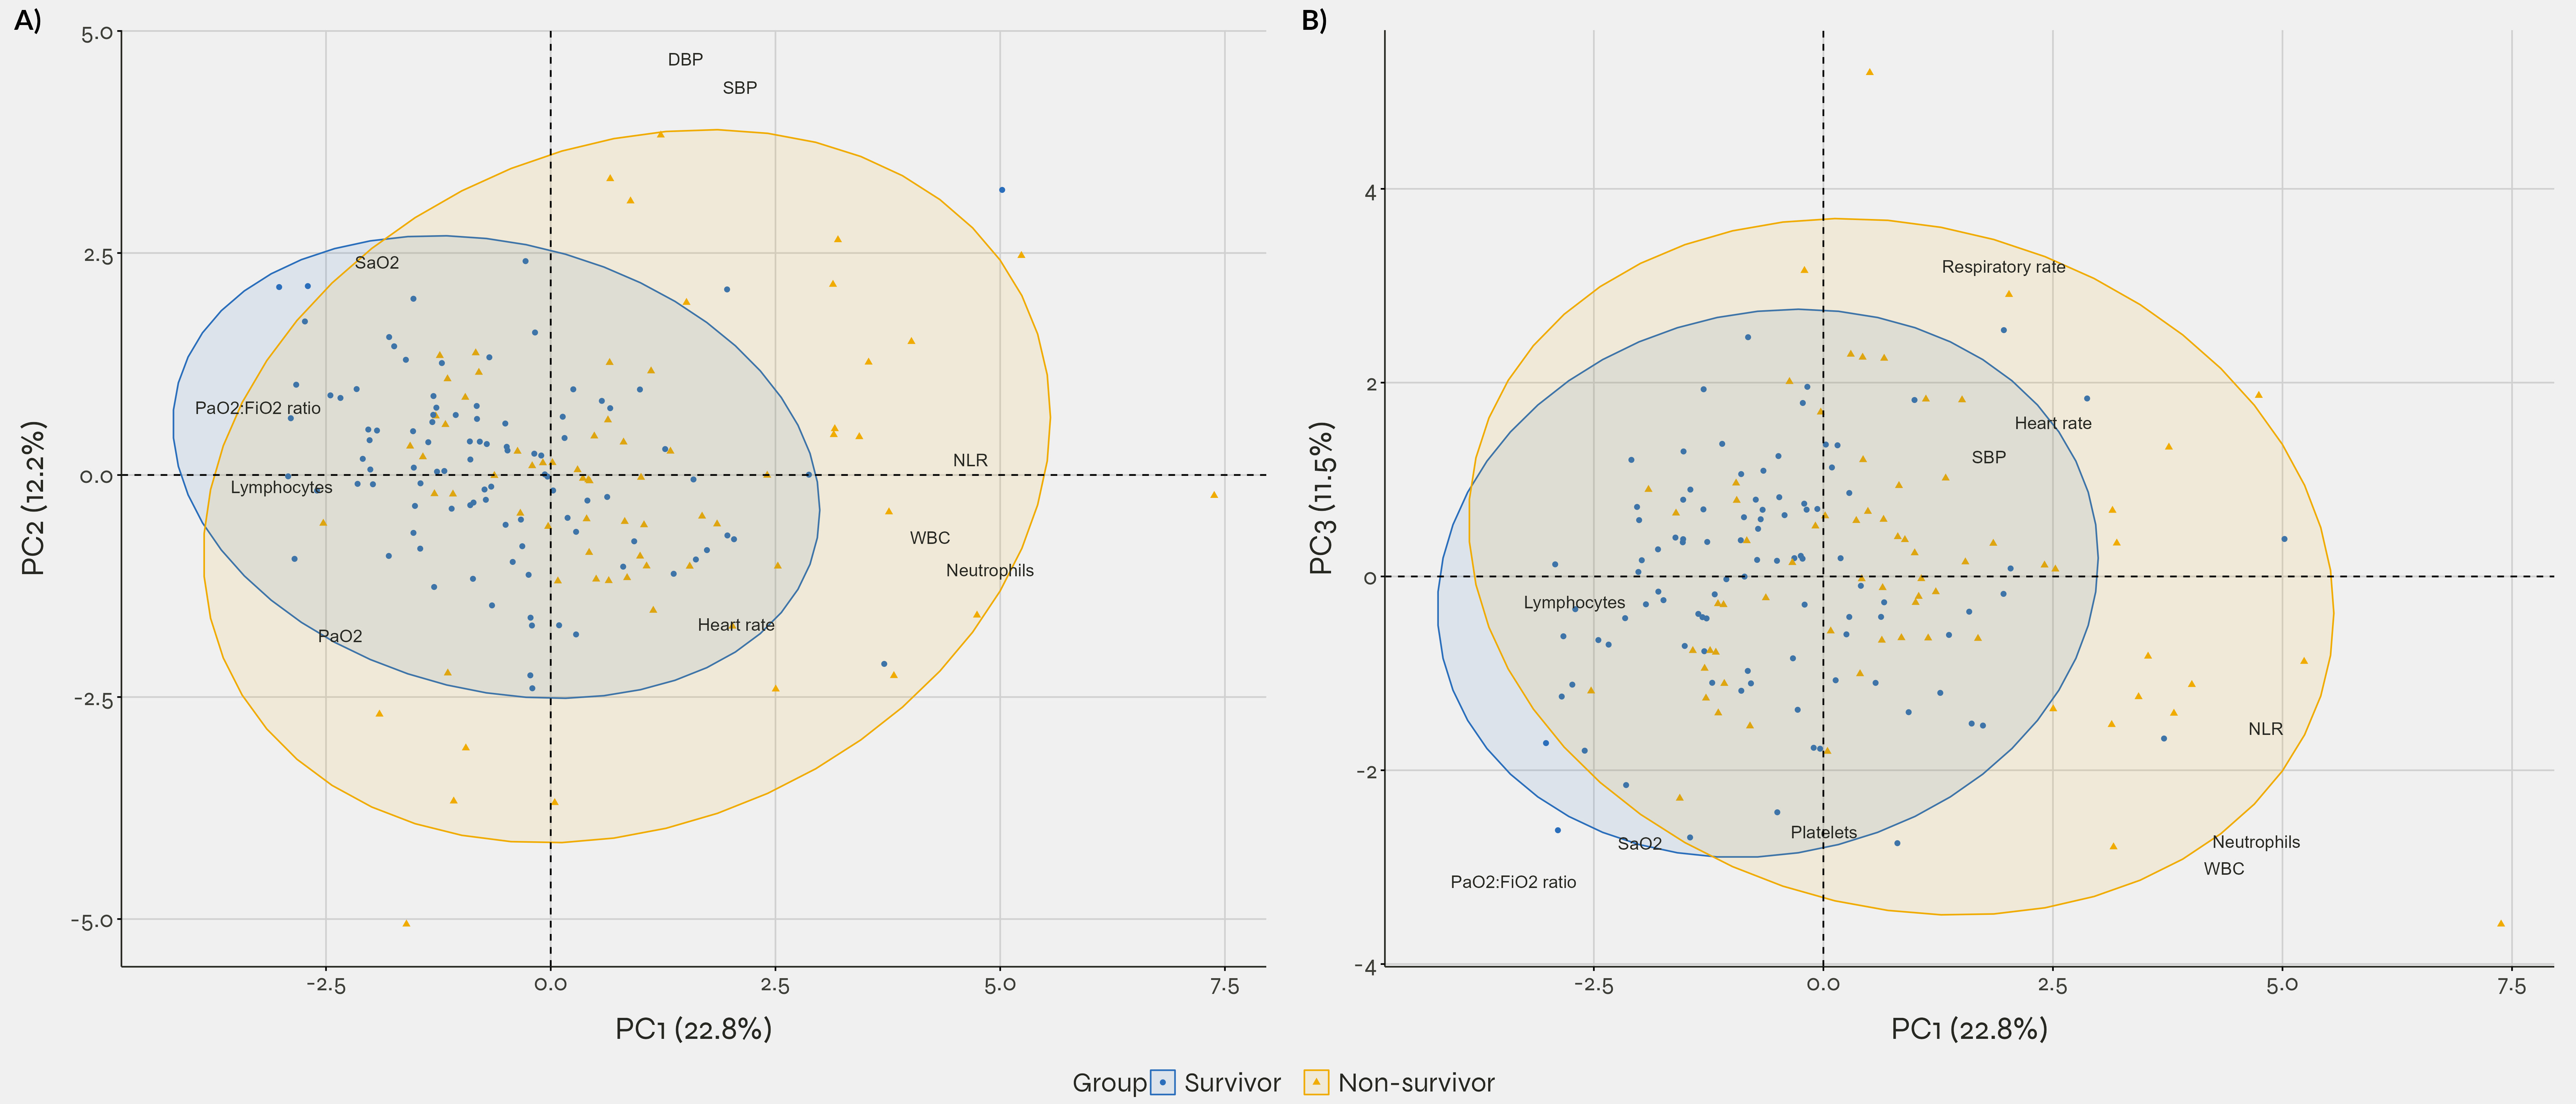 A)
5.0
2.5
0.0
-2.5
-5.0
PC2 (12.2%)
DBP
SBP
SaO2
PaO2:FiO2 ratio
NLR
Lymphocytes
WBC
Neutrophils
PaO2
Heart rate
-2.5 0.0 2.5 5.0 7.5
PC1 (22.8%)
B)
4
2
0
-2
-4
PC3 (11.5%)
Respiratory rate
Heart rate
SBP
Lymphocytes
NLR
Platelets
SaO2
Neutrophils
WBC
PaO2:FiO2 ratio
-2.5 0.0 2.5 5.0 7.5
PC1 (22.8%)
Group Survivor Non-survivor